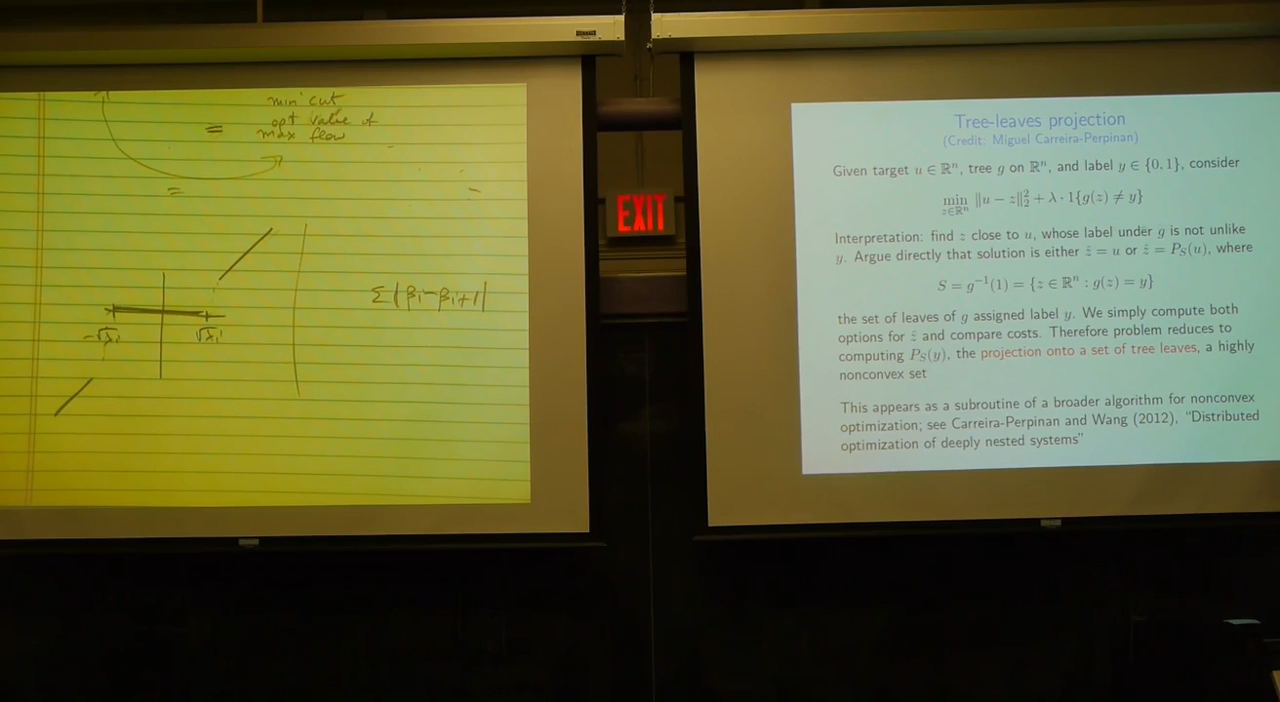 min cut
= opt value of
max flow
=
-√λ √λ
Σ|βi-βi+1|
EXIT
Tree-leaves projection
(Credit: Miguel Carreira-Perpinan)
Given target u ∈ ℝⁿ, tree g on ℝⁿ, and label y ∈ {0, 1}, consider
min z∈ℝⁿ ‖u − z‖₂² + λ · 1{g(z) ≠ y}
Interpretation: find z close to u, whose label under g is not unlike
y. Argue directly that solution is either ẑ = u or ẑ = P_S(u), where
S = g⁻¹(1) = {z ∈ ℝⁿ : g(z) = y}
the set of leaves of g assigned label y. We simply compute both
options for ẑ and compare costs. Therefore problem reduces to
computing P_S(y), the projection onto a set of tree leaves, a highly
nonconvex set
This appears as a subroutine of a broader algorithm for nonconvex
optimization; see Carreira-Perpinan and Wang (2012), “Distributed
optimization of deeply nested systems”